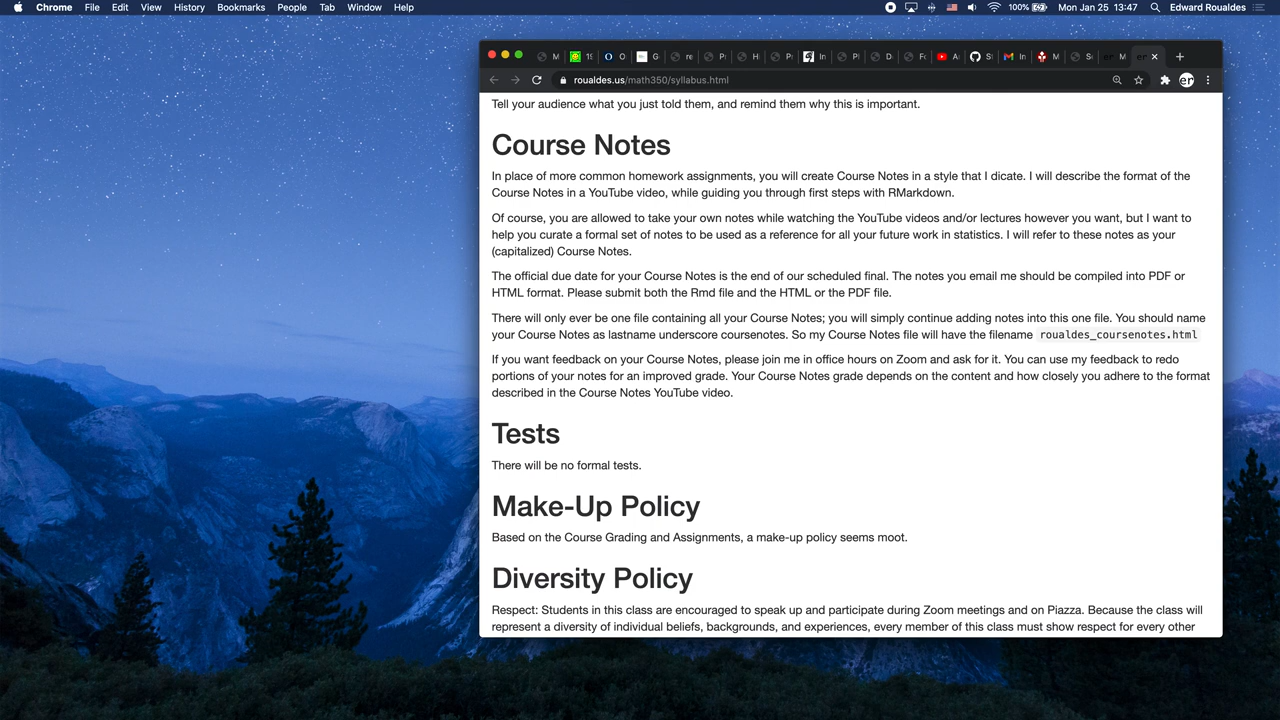 Chrome File Edit View History Bookmarks People Tab Window Help 100% Mon Jan 25 13:47 Edward Roualdes
M 19 O G re Pr H Pr In Pl D Fo A S In M S M
roualdes.us/math350/syllabus.html er
Tell your audience what you just told them, and remind them why this is important.
Course Notes
In place of more common homework assignments, you will create Course Notes in a style that I dicate. I will describe the format of the
Course Notes in a YouTube video, while guiding you through first steps with RMarkdown.
Of course, you are allowed to take your own notes while watching the YouTube videos and/or lectures however you want, but I want to
help you curate a formal set of notes to be used as a reference for all your future work in statistics. I will refer to these notes as your
(capitalized) Course Notes.
The official due date for your Course Notes is the end of our scheduled final. The notes you email me should be compiled into PDF or
HTML format. Please submit both the Rmd file and the HTML or the PDF file.
There will only ever be one file containing all your Course Notes; you will simply continue adding notes into this one file. You should name
your Course Notes as lastname underscore coursenotes. So my Course Notes file will have the filename roualdes_coursenotes.html
If you want feedback on your Course Notes, please join me in office hours on Zoom and ask for it. You can use my feedback to redo
portions of your notes for an improved grade. Your Course Notes grade depends on the content and how closely you adhere to the format
described in the Course Notes YouTube video.
Tests
There will be no formal tests.
Make-Up Policy
Based on the Course Grading and Assignments, a make-up policy seems moot.
Diversity Policy
Respect: Students in this class are encouraged to speak up and participate during Zoom meetings and on Piazza. Because the class will
represent a diversity of individual beliefs, backgrounds, and experiences, every member of this class must show respect for every other